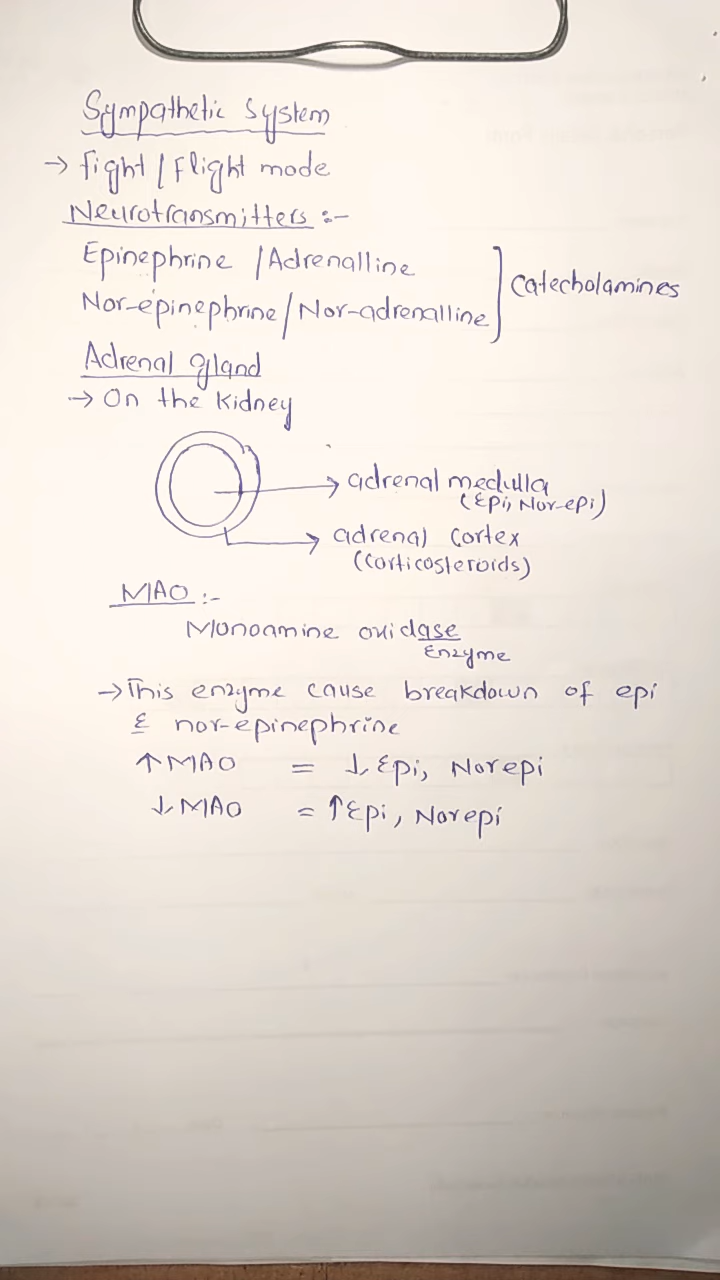 Sympathetic System
→ fight / Flight mode
Neurotransmitters :-
Epinephrine / Adrenalline
Nor-epinephrine / Nor-adrenalline
Catecholamines
Adrenal gland
→ On the kidney
adrenal medulla
(Epi, Nor-epi)
adrenal Cortex
(Corticosteroids)
MAO :-
Monoamine oxidase
Enzyme
→ This enzyme cause breakdown of epi
& nor-epinephrine
↑ MAO = ↓ Epi, Norepi
↓ MAO = ↑ Epi, Norepi